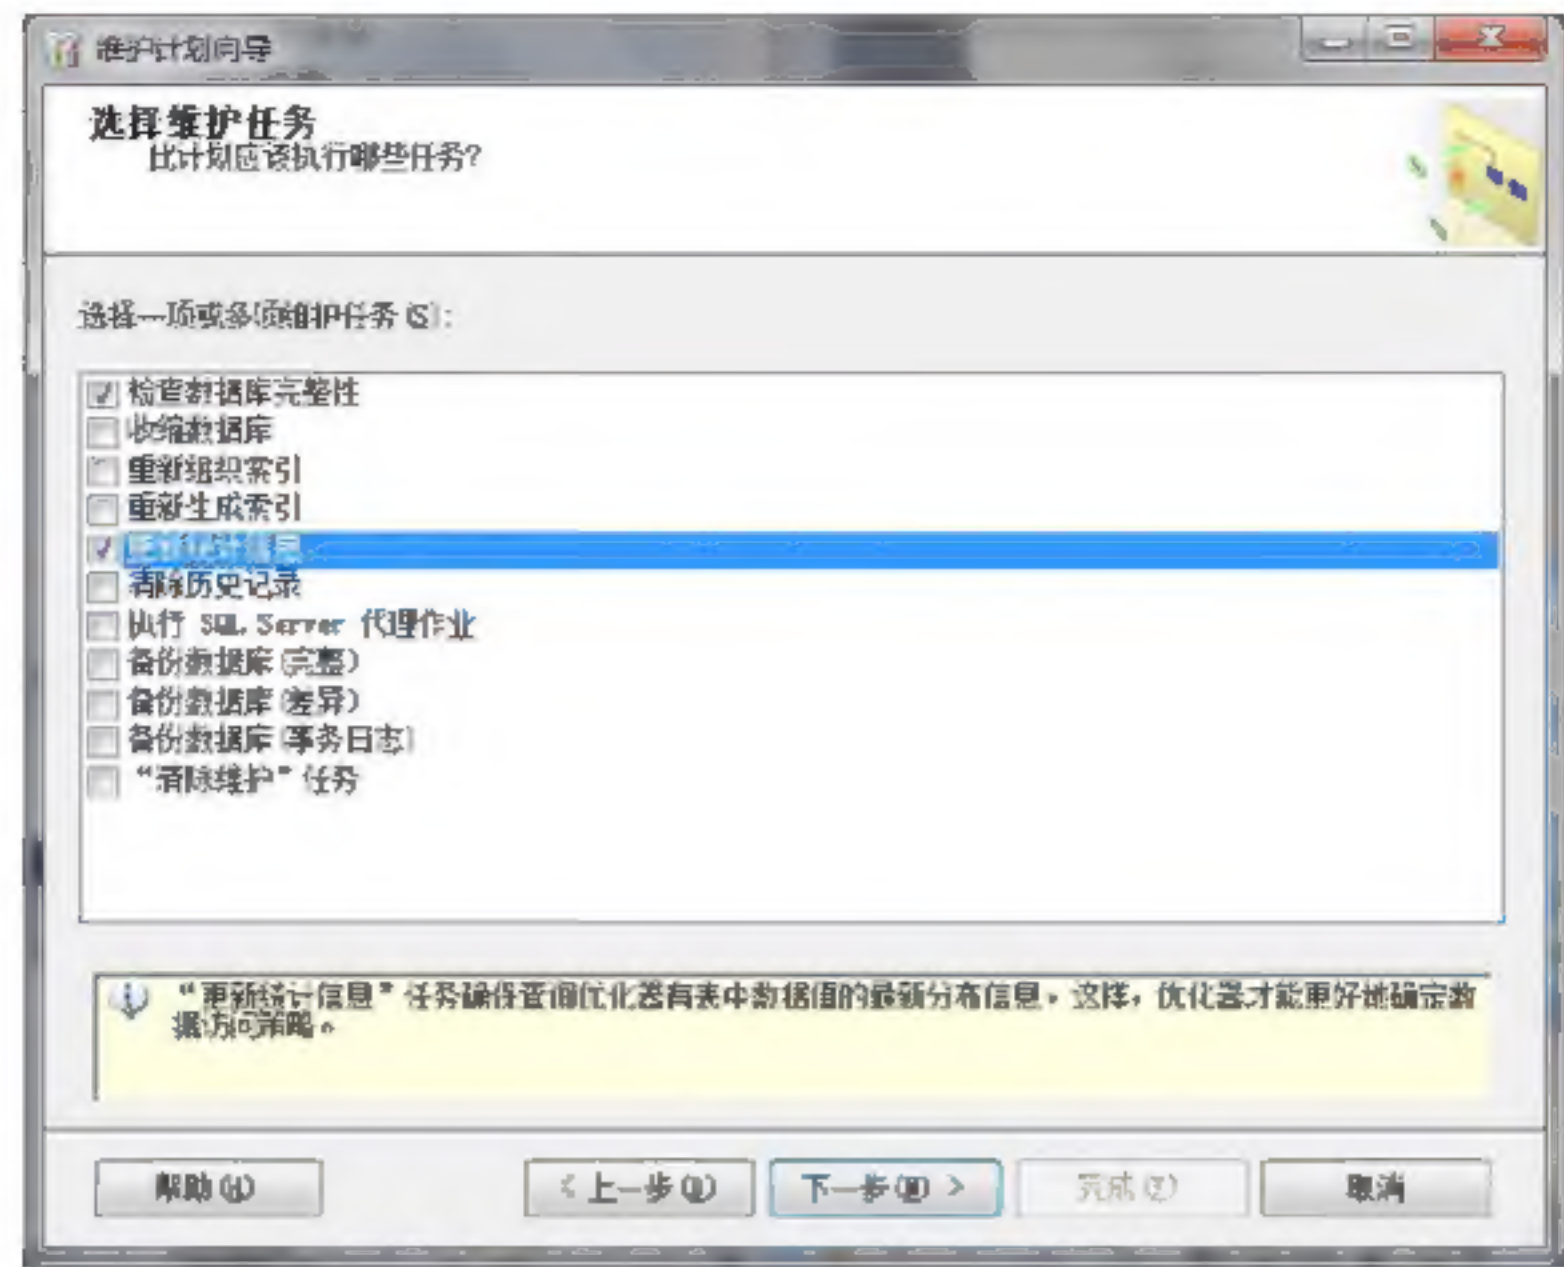 维护计划向导
选择维护任务
此计划应该执行哪些任务?
选择一项或多项维护任务(S):
检查数据库完整性
收缩数据库
重新组织索引
重新生成索引
更新统计信息
清除历史记录
执行 SQL Server 代理作业
备份数据库(完整)
备份数据库(差异)
备份数据库(事务日志)
“清除维护”任务
“更新统计信息”任务确保查询优化器有表中数据值的最新分布信息。这样,优化器才能更好地确定数
据访问策略。
帮助(H)
< 上一步(B)
下一步(N) >
完成(F)
取消